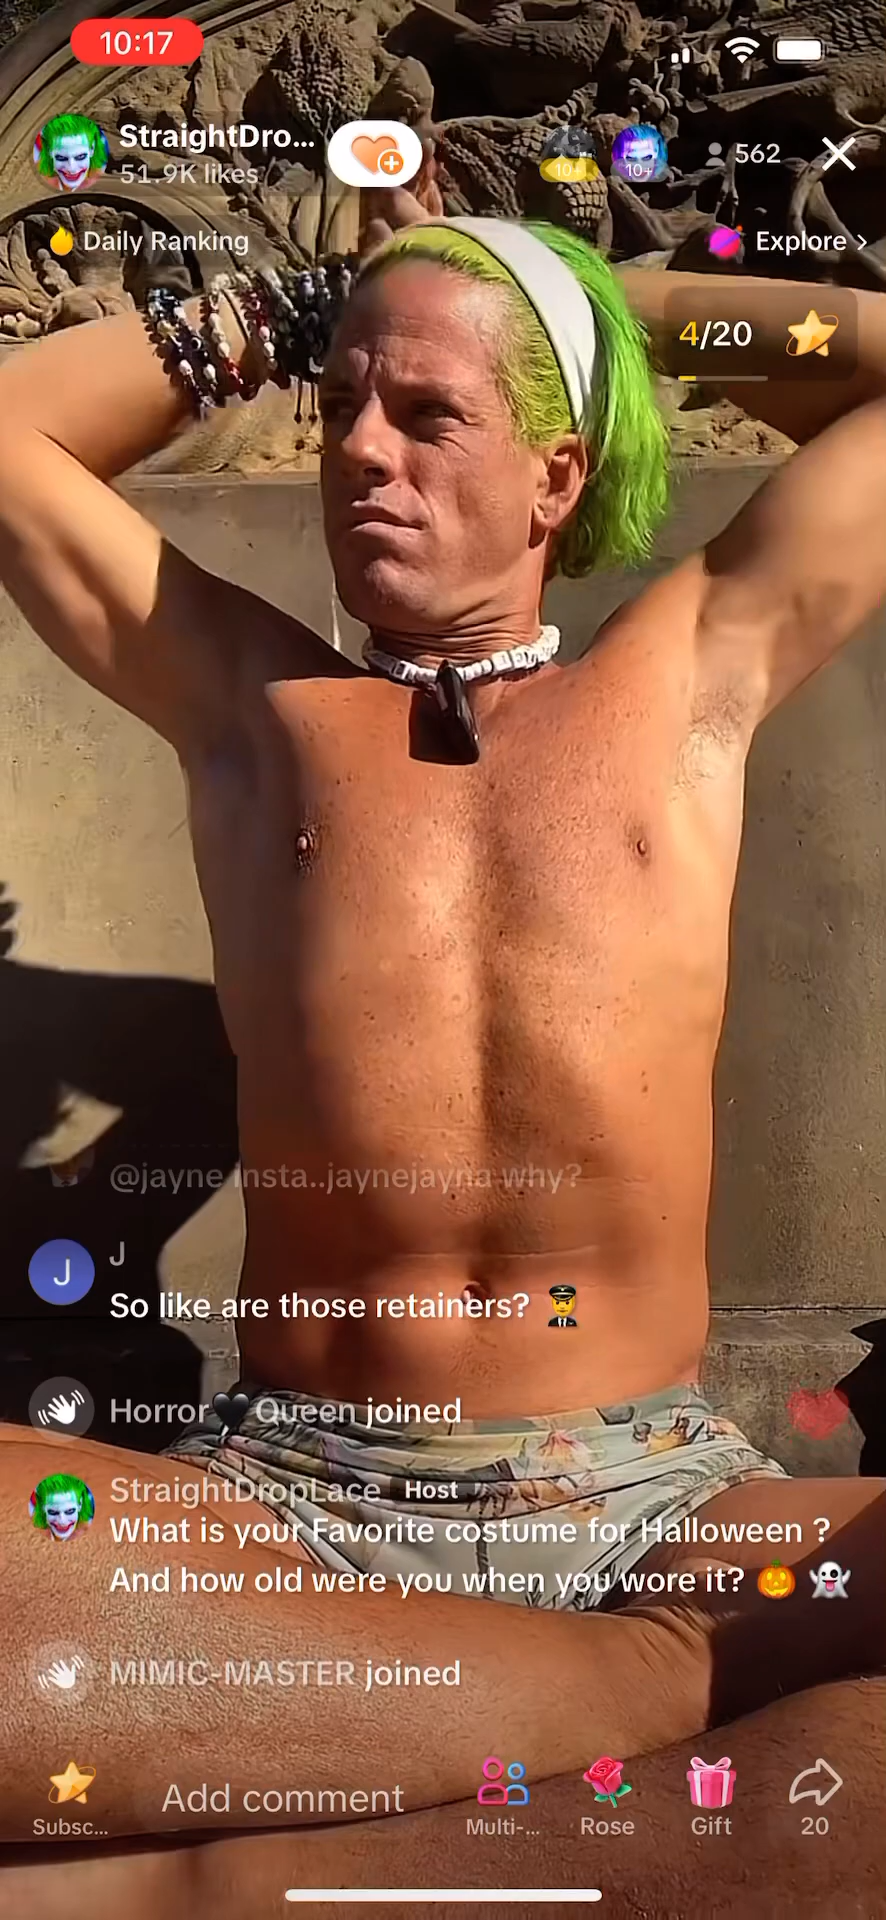 10:17
StraightDro...
51.9K likes
10+
10+
562
Daily Ranking
Explore >
4/20
@jayne insta..jaynejayna why?
J
J
So like are those retainers?
Horror🖤Queen joined
StraightDropLace Host
What is your Favorite costume for Halloween ?
And how old were you when you wore it? 🎃 👻
MIMIC-MASTER joined
Add comment
Subsc...
Multi-...
Rose
Gift
20